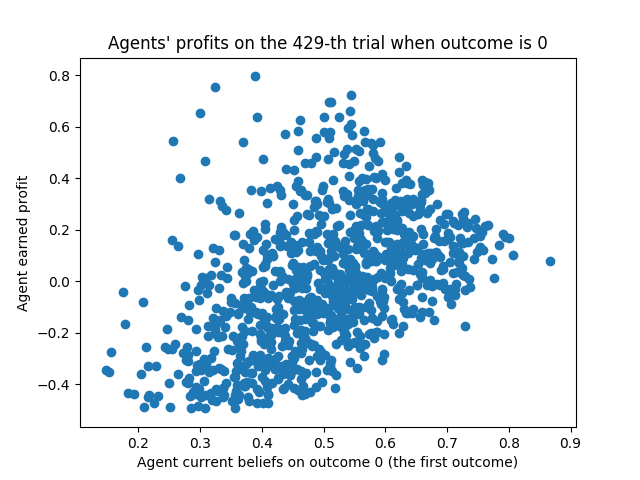 Agents' profits on the 429-th trial when outcome is 0
Agent earned profit
0.8
0.6
0.4
0.2
0.0
−0.2
−0.4
0.2 0.3 0.4 0.5 0.6 0.7 0.8 0.9
Agent current beliefs on outcome 0 (the first outcome)